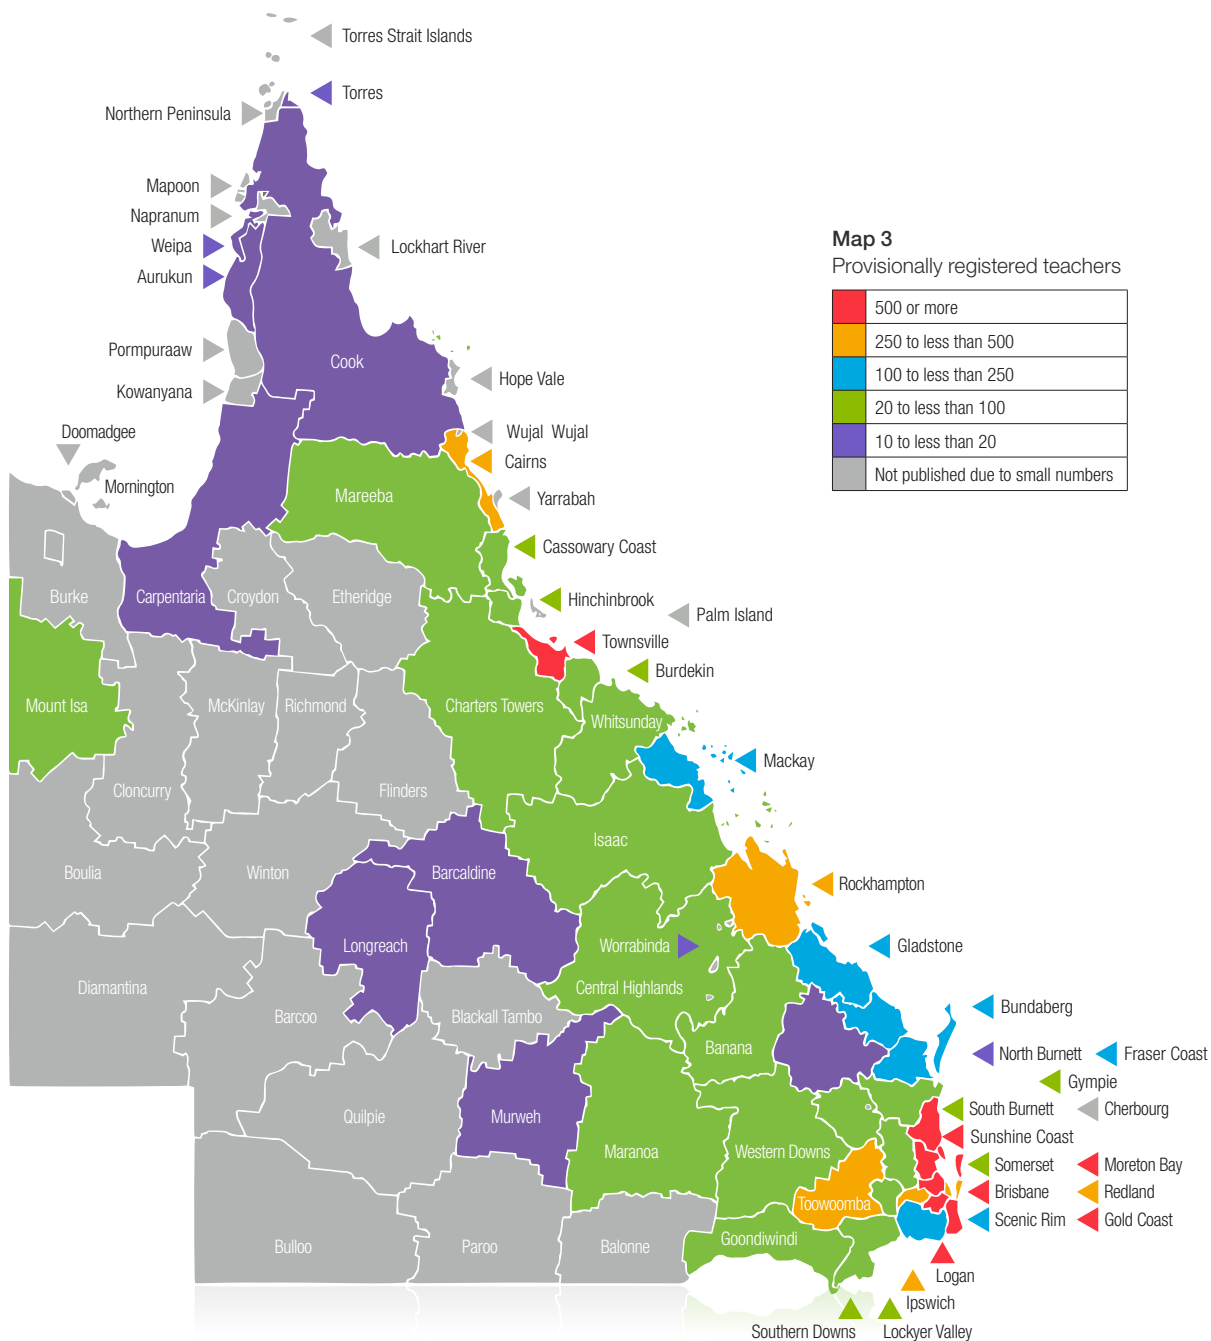 Torres Strait Islands
Torres
Northern Peninsula
Mapoon
Napranum
Weipa
Lockhart River
Aurukun
Map 3
Provisionally registered teachers
500 or more
250 to less than 500
100 to less than 250
20 to less than 100
10 to less than 20
Not published due to small numbers
Pormpuraaw
Cook
Hope Vale
Kowanyana
Doomadgee
Wujal Wujal
Cairns
Mornington
Mareeba
Yarrabah
Cassowary Coast
Burke
Carpentaria
Croydon
Etheridge
Hinchinbrook
Palm Island
Townsville
Burdekin
Mount Isa
McKinlay
Richmond
Charters Towers
Whitsunday
Mackay
Cloncurry
Flinders
Isaac
Boulia
Winton
Barcaldine
Rockhampton
Longreach
Worrabinda
Gladstone
Diamantina
Central Highlands
Barcoo
Blackall Tambo
Bundaberg
Banana
North Burnett
Fraser Coast
Gympie
Quilpie
Murweh
South Burnett
Cherbourg
Sunshine Coast
Maranoa
Western Downs
Somerset
Moreton Bay
Brisbane
Redland
Toowoomba
Scenic Rim
Gold Coast
Bulloo
Paroo
Balonne
Goondiwindi
Logan
Ipswich
Southern Downs
Lockyer Valley